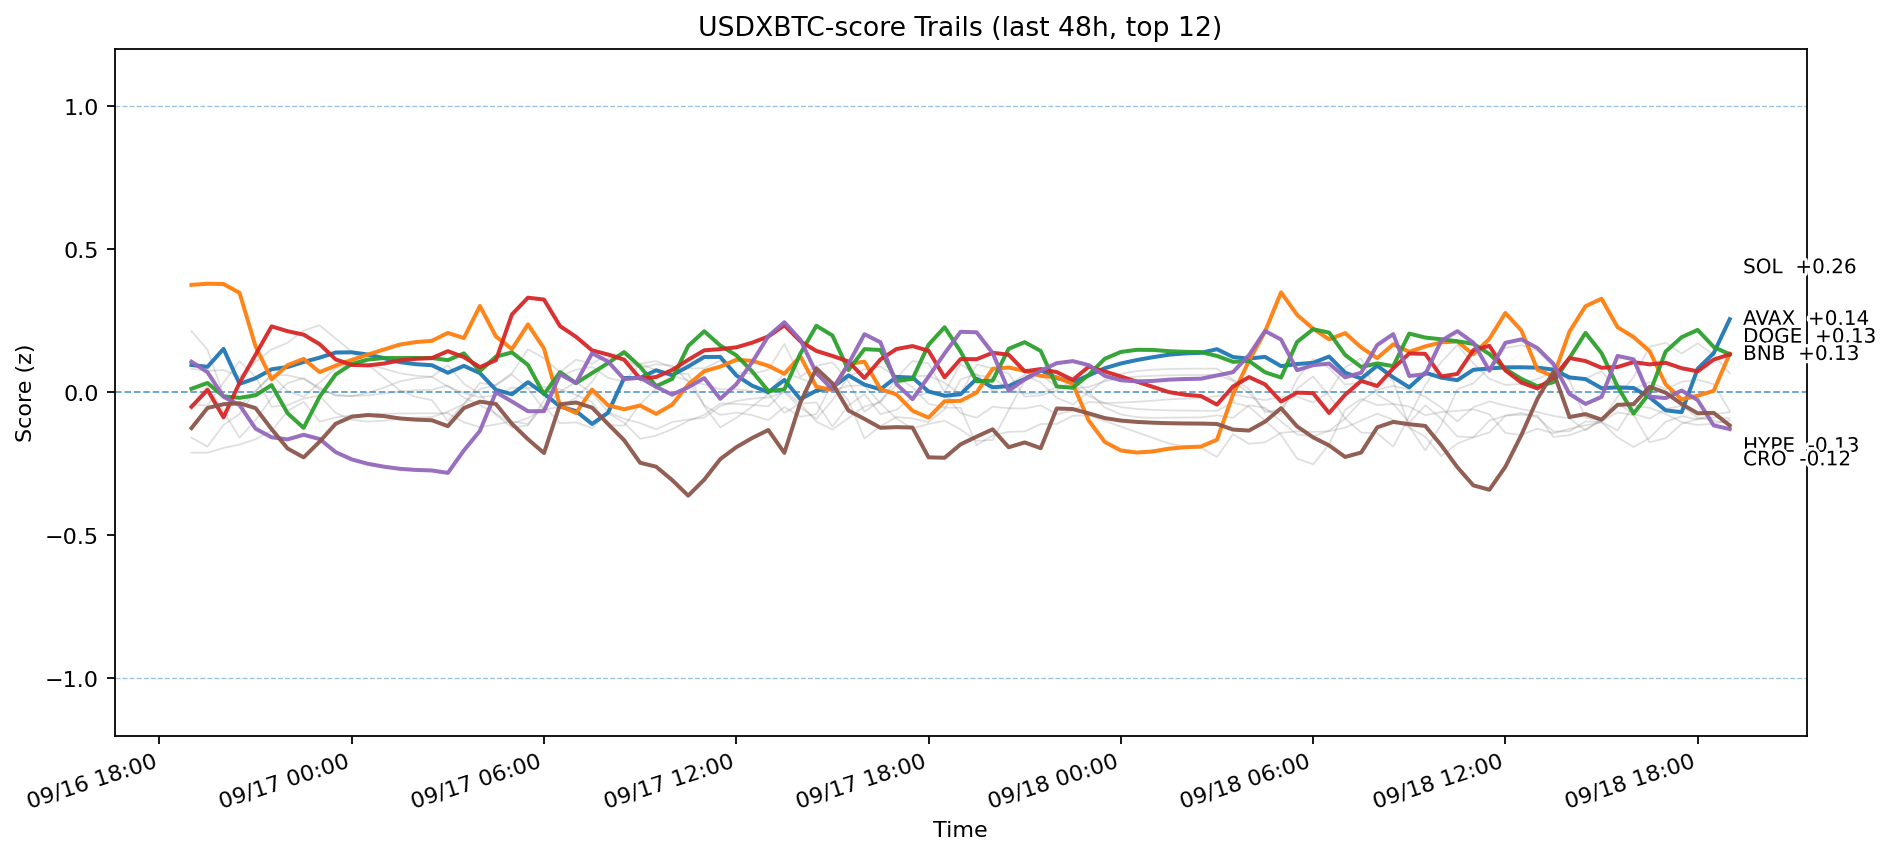 USDXBTC-score Trails (last 48h, top 12)
Score (z)
1.0
0.5
0.0
−0.5
−1.0
SOL +0.26
AVAX +0.14
DOGE +0.13
BNB +0.13
HYPE -0.13
CRO -0.12
09/16 18:00
09/17 00:00
09/17 06:00
09/17 12:00
09/17 18:00
09/18 00:00
09/18 06:00
09/18 12:00
09/18 18:00
Time